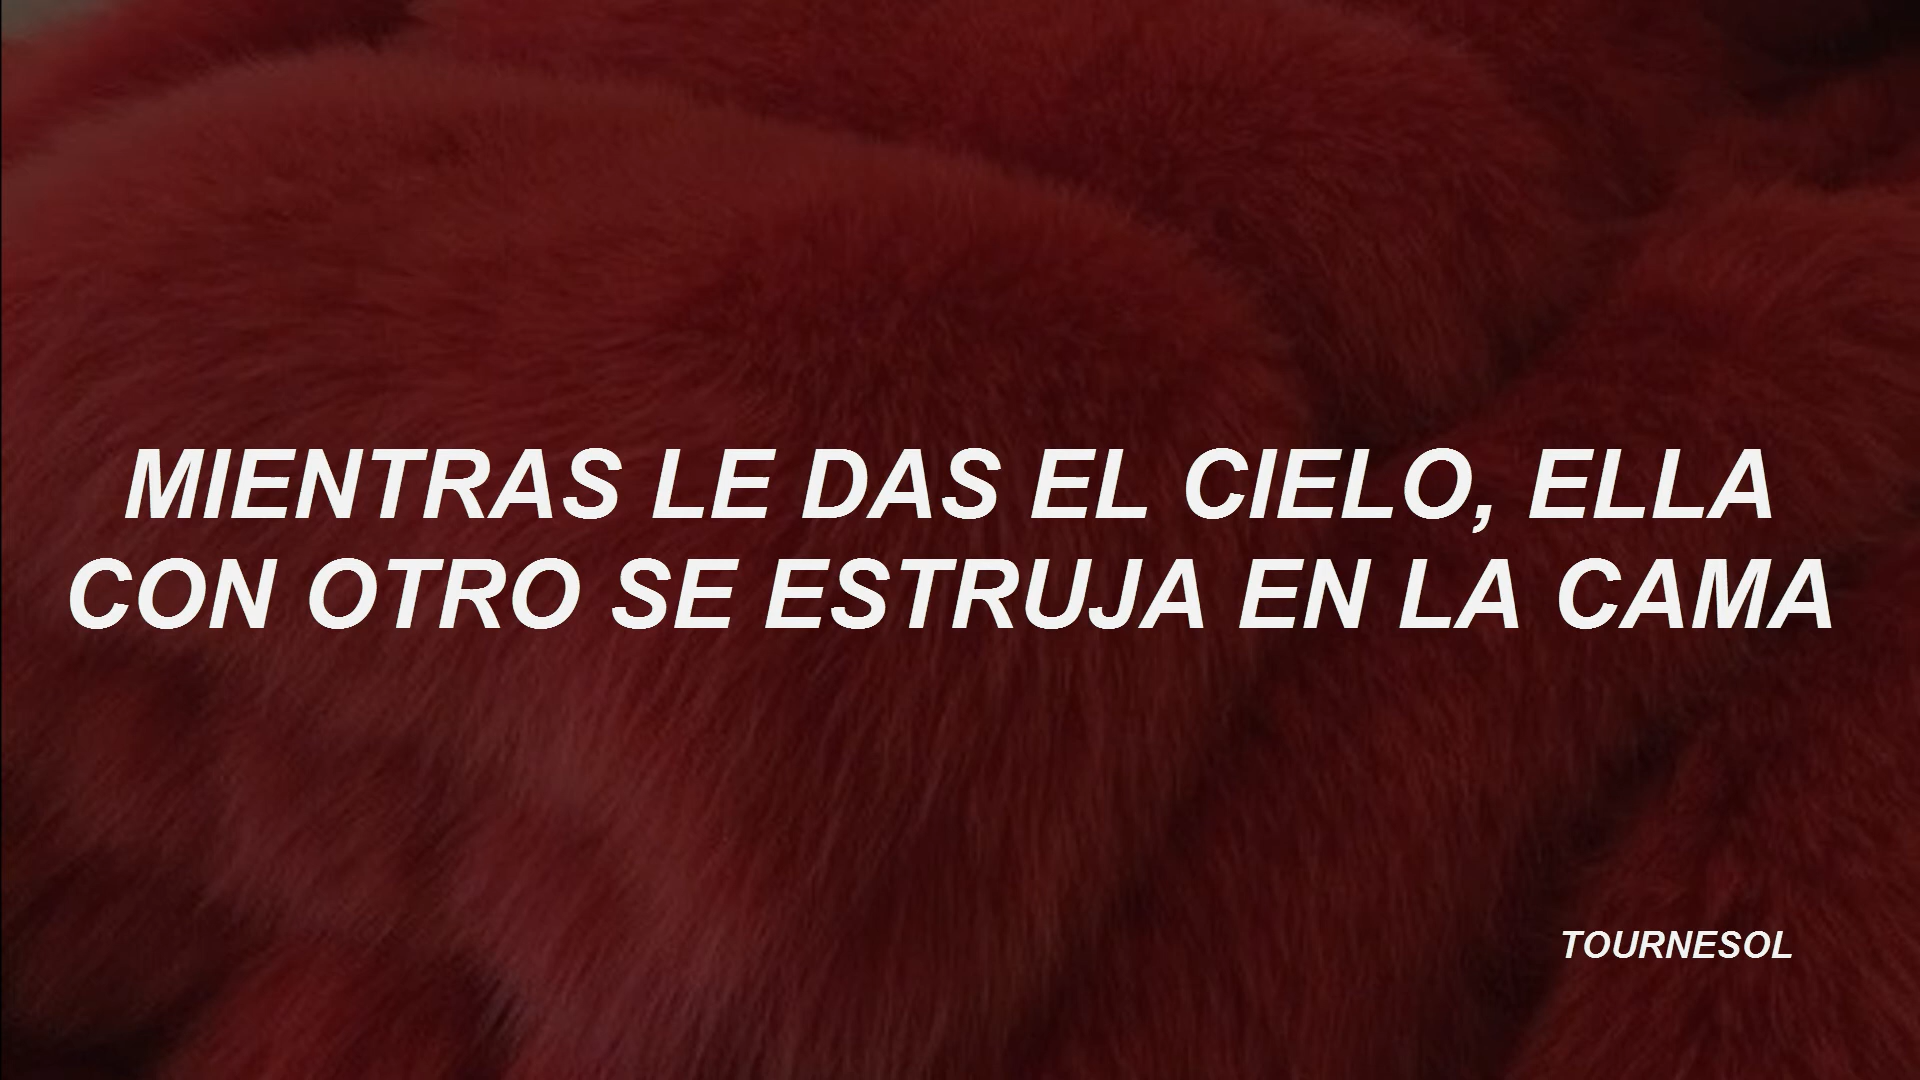 MIENTRAS LE DAS EL CIELO, ELLA
CON OTRO SE ESTRUJA EN LA CAMA
TOURNESOL